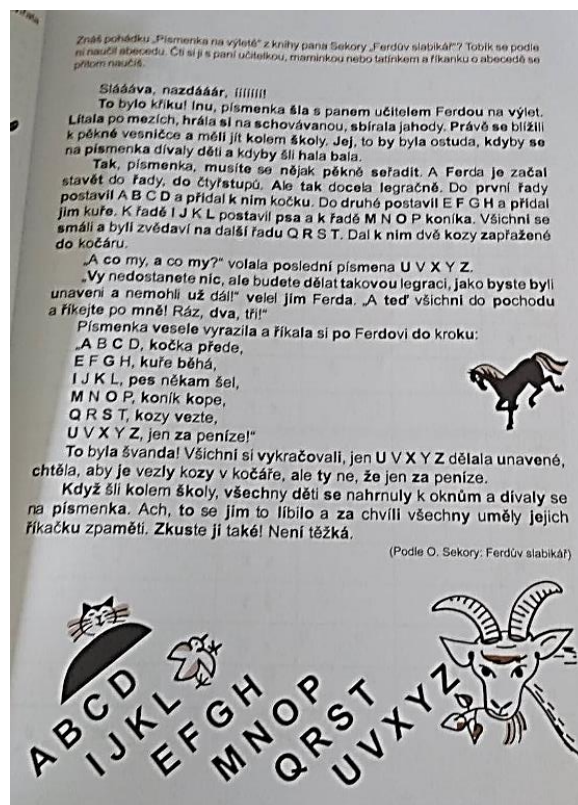 Znáš pohádku „Písmenka na výletě" z knihy pana Sekory „Ferdův slabikář"? Tobík se podle
ní naučil abecedu. Čti si ji s paní učitelkou, maminkou nebo tatínkem a říkanku o abecedě se
přitom naučíš.
Sláááva, nazdááár, ííííííí!
To bylo křiku! Inu, písmenka šla s panem učitelem Ferdou na výlet.
Lítala po mezích, hrála si na schovávanou, sbírala jahody. Právě se blížili
k pěkné vesničce a měli jít kolem školy. Jej, to by byla ostuda, kdyby se
na písmenka dívaly děti a kdyby šli hala bala.
Tak, písmenka, musíte se nějak pěkně seřadit. A Ferda je začal
stavět do řady, do čtyřstupů. Ale tak docela legračně. Do první řady
postavil A B C D a přidal k nim kočku. Do druhé postavil E F G H a přidal
jim kuře. K řadě I J K L postavil psa a k řadě M N O P koníka. Všichni se
smáli a byli zvědaví na další řadu Q R S T. Dal k nim dvě kozy zapřažené
do kočáru.
„A co my, a co my?" volala poslední písmena U V X Y Z.
„Vy nedostanete nic, ale budete dělat takovou legraci, jako byste byli
unaveni a nemohli už dál!" velel jim Ferda. „A teď všichni do pochodu
a říkejte po mně! Ráz, dva, tři!"
Písmenka vesele vyrazila a říkala si po Ferdovi do kroku:
„A B C D, kočka přede,
E F G H, kuře běhá,
I J K L, pes někam šel,
M N O P, koník kope,
Q R S T, kozy vezte,
U V X Y Z, jen za peníze!"
To byla švanda! Všichni si vykračovali, jen U V X Y Z dělala unavené,
chtěla, aby je vezly kozy v kočáře, ale ty ne, že jen za peníze.
Když šli kolem školy, všechny děti se nahrnuly k oknům a dívaly se
na písmenka. Ach, to se jim to líbilo a za chvíli všechny uměly jejich
říkačku zpaměti. Zkuste ji také! Není těžká.
(Podle O. Sekory: Ferdův slabikář)
ABCD
IJKL
EFGH
MNOP
QRST
UVXYZ